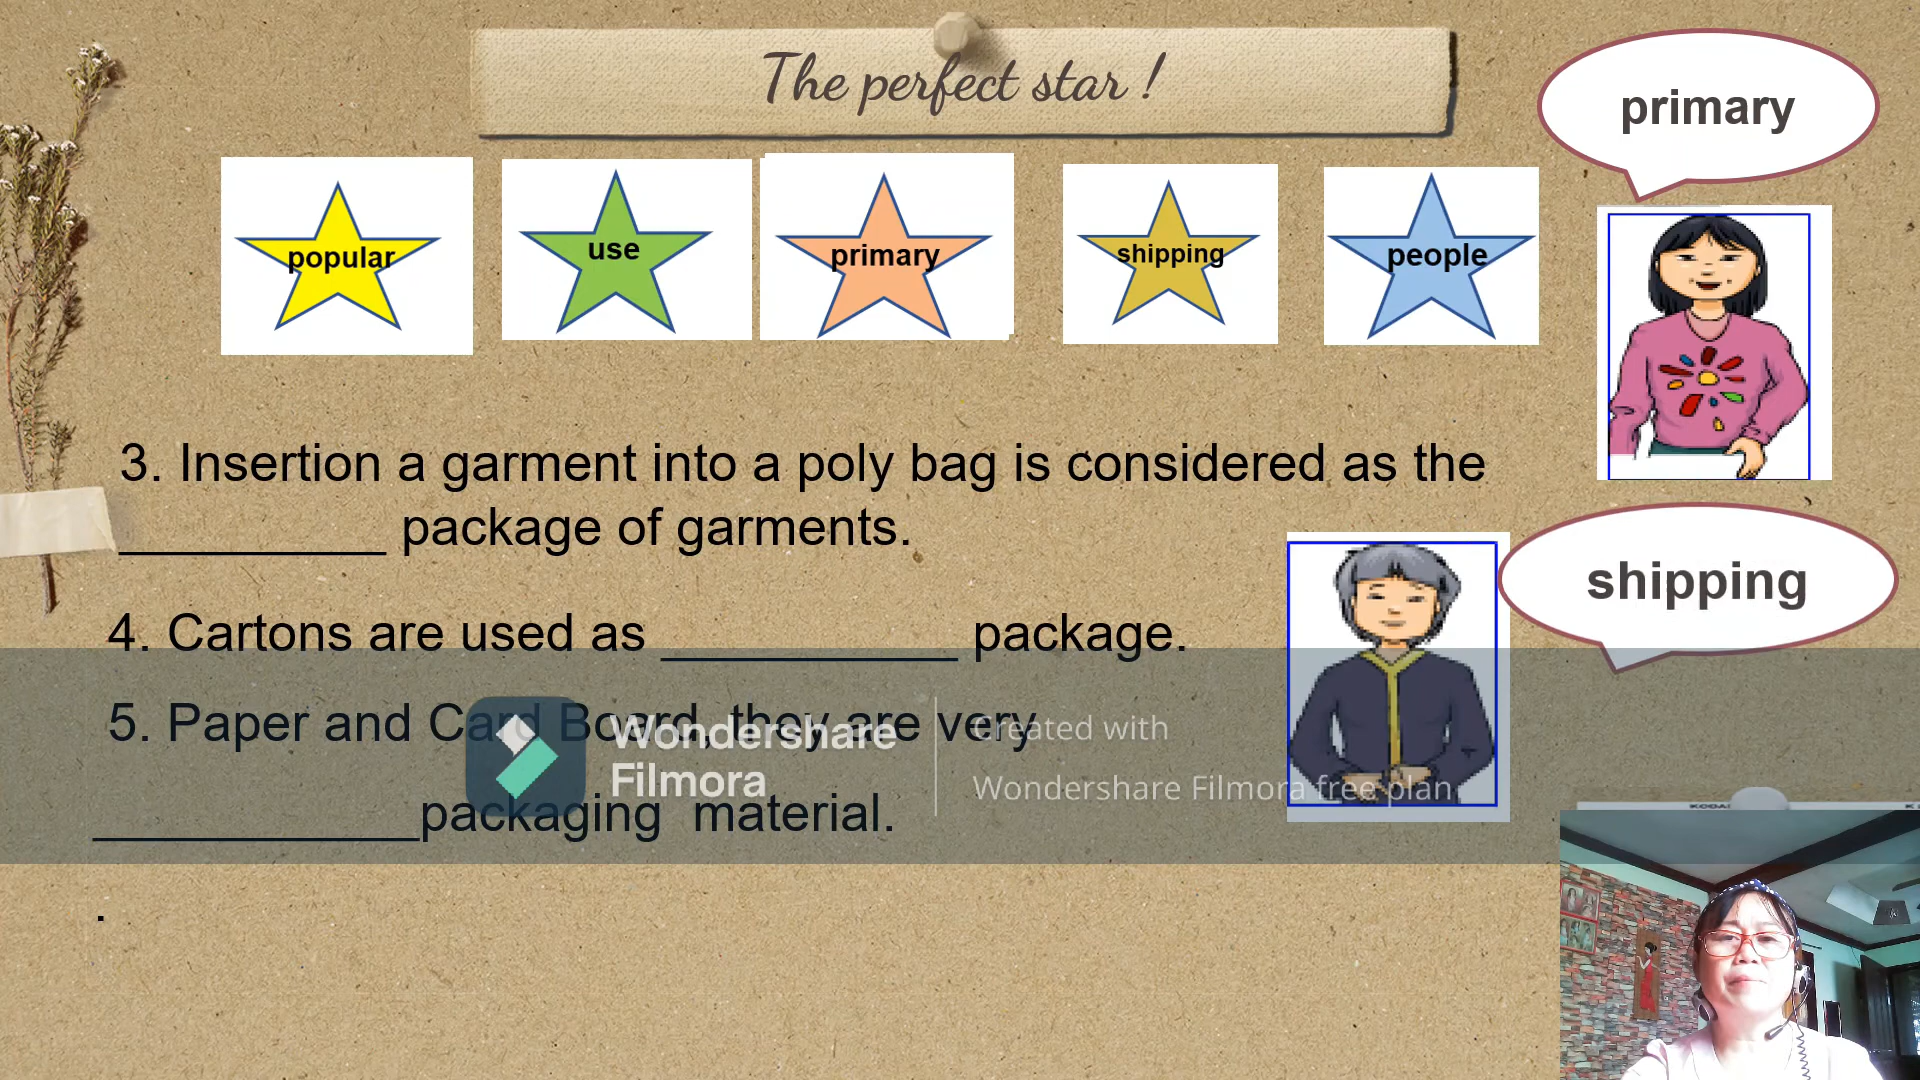 The perfect star !
primary
popular
use
primary
shipping
people
3. Insertion a garment into a poly bag is considered as the
__________ package of garments.
shipping
4. Cartons are used as ___________ package.
5. Paper and Card Board, they are very
____________packaging material.
.
Wondershare
Filmora
Created with
Wondershare Filmora free plan